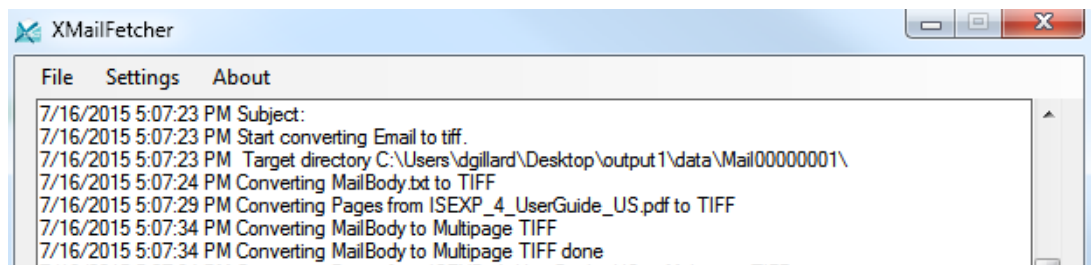 XMailFetcher
File Settings About
7/16/2015 5:07:23 PM Subject:
7/16/2015 5:07:23 PM Start converting Email to tiff.
7/16/2015 5:07:23 PM  Target directory C:\Users\dgillard\Desktop\output1\data\Mail00000001\
7/16/2015 5:07:24 PM Converting MailBody.txt to TIFF
7/16/2015 5:07:29 PM Converting Pages from ISEXP_4_UserGuide_US.pdf to TIFF
7/16/2015 5:07:34 PM Converting MailBody to Multipage TIFF
7/16/2015 5:07:34 PM Converting MailBody to Multipage TIFF done